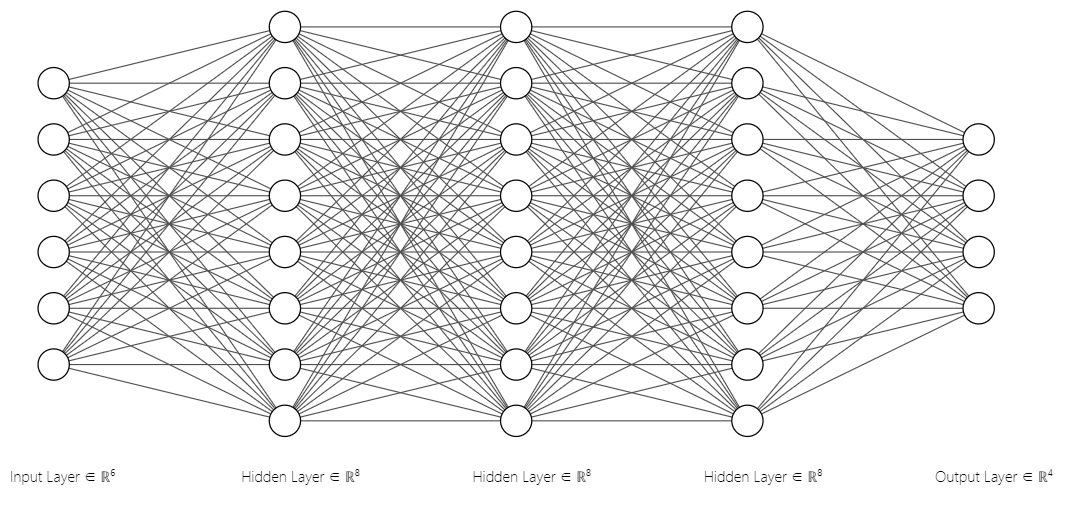 Input Layer ∈ ℝ⁶
Hidden Layer ∈ ℝ⁸
Hidden Layer ∈ ℝ⁸
Hidden Layer ∈ ℝ⁸
Output Layer ∈ ℝ⁴